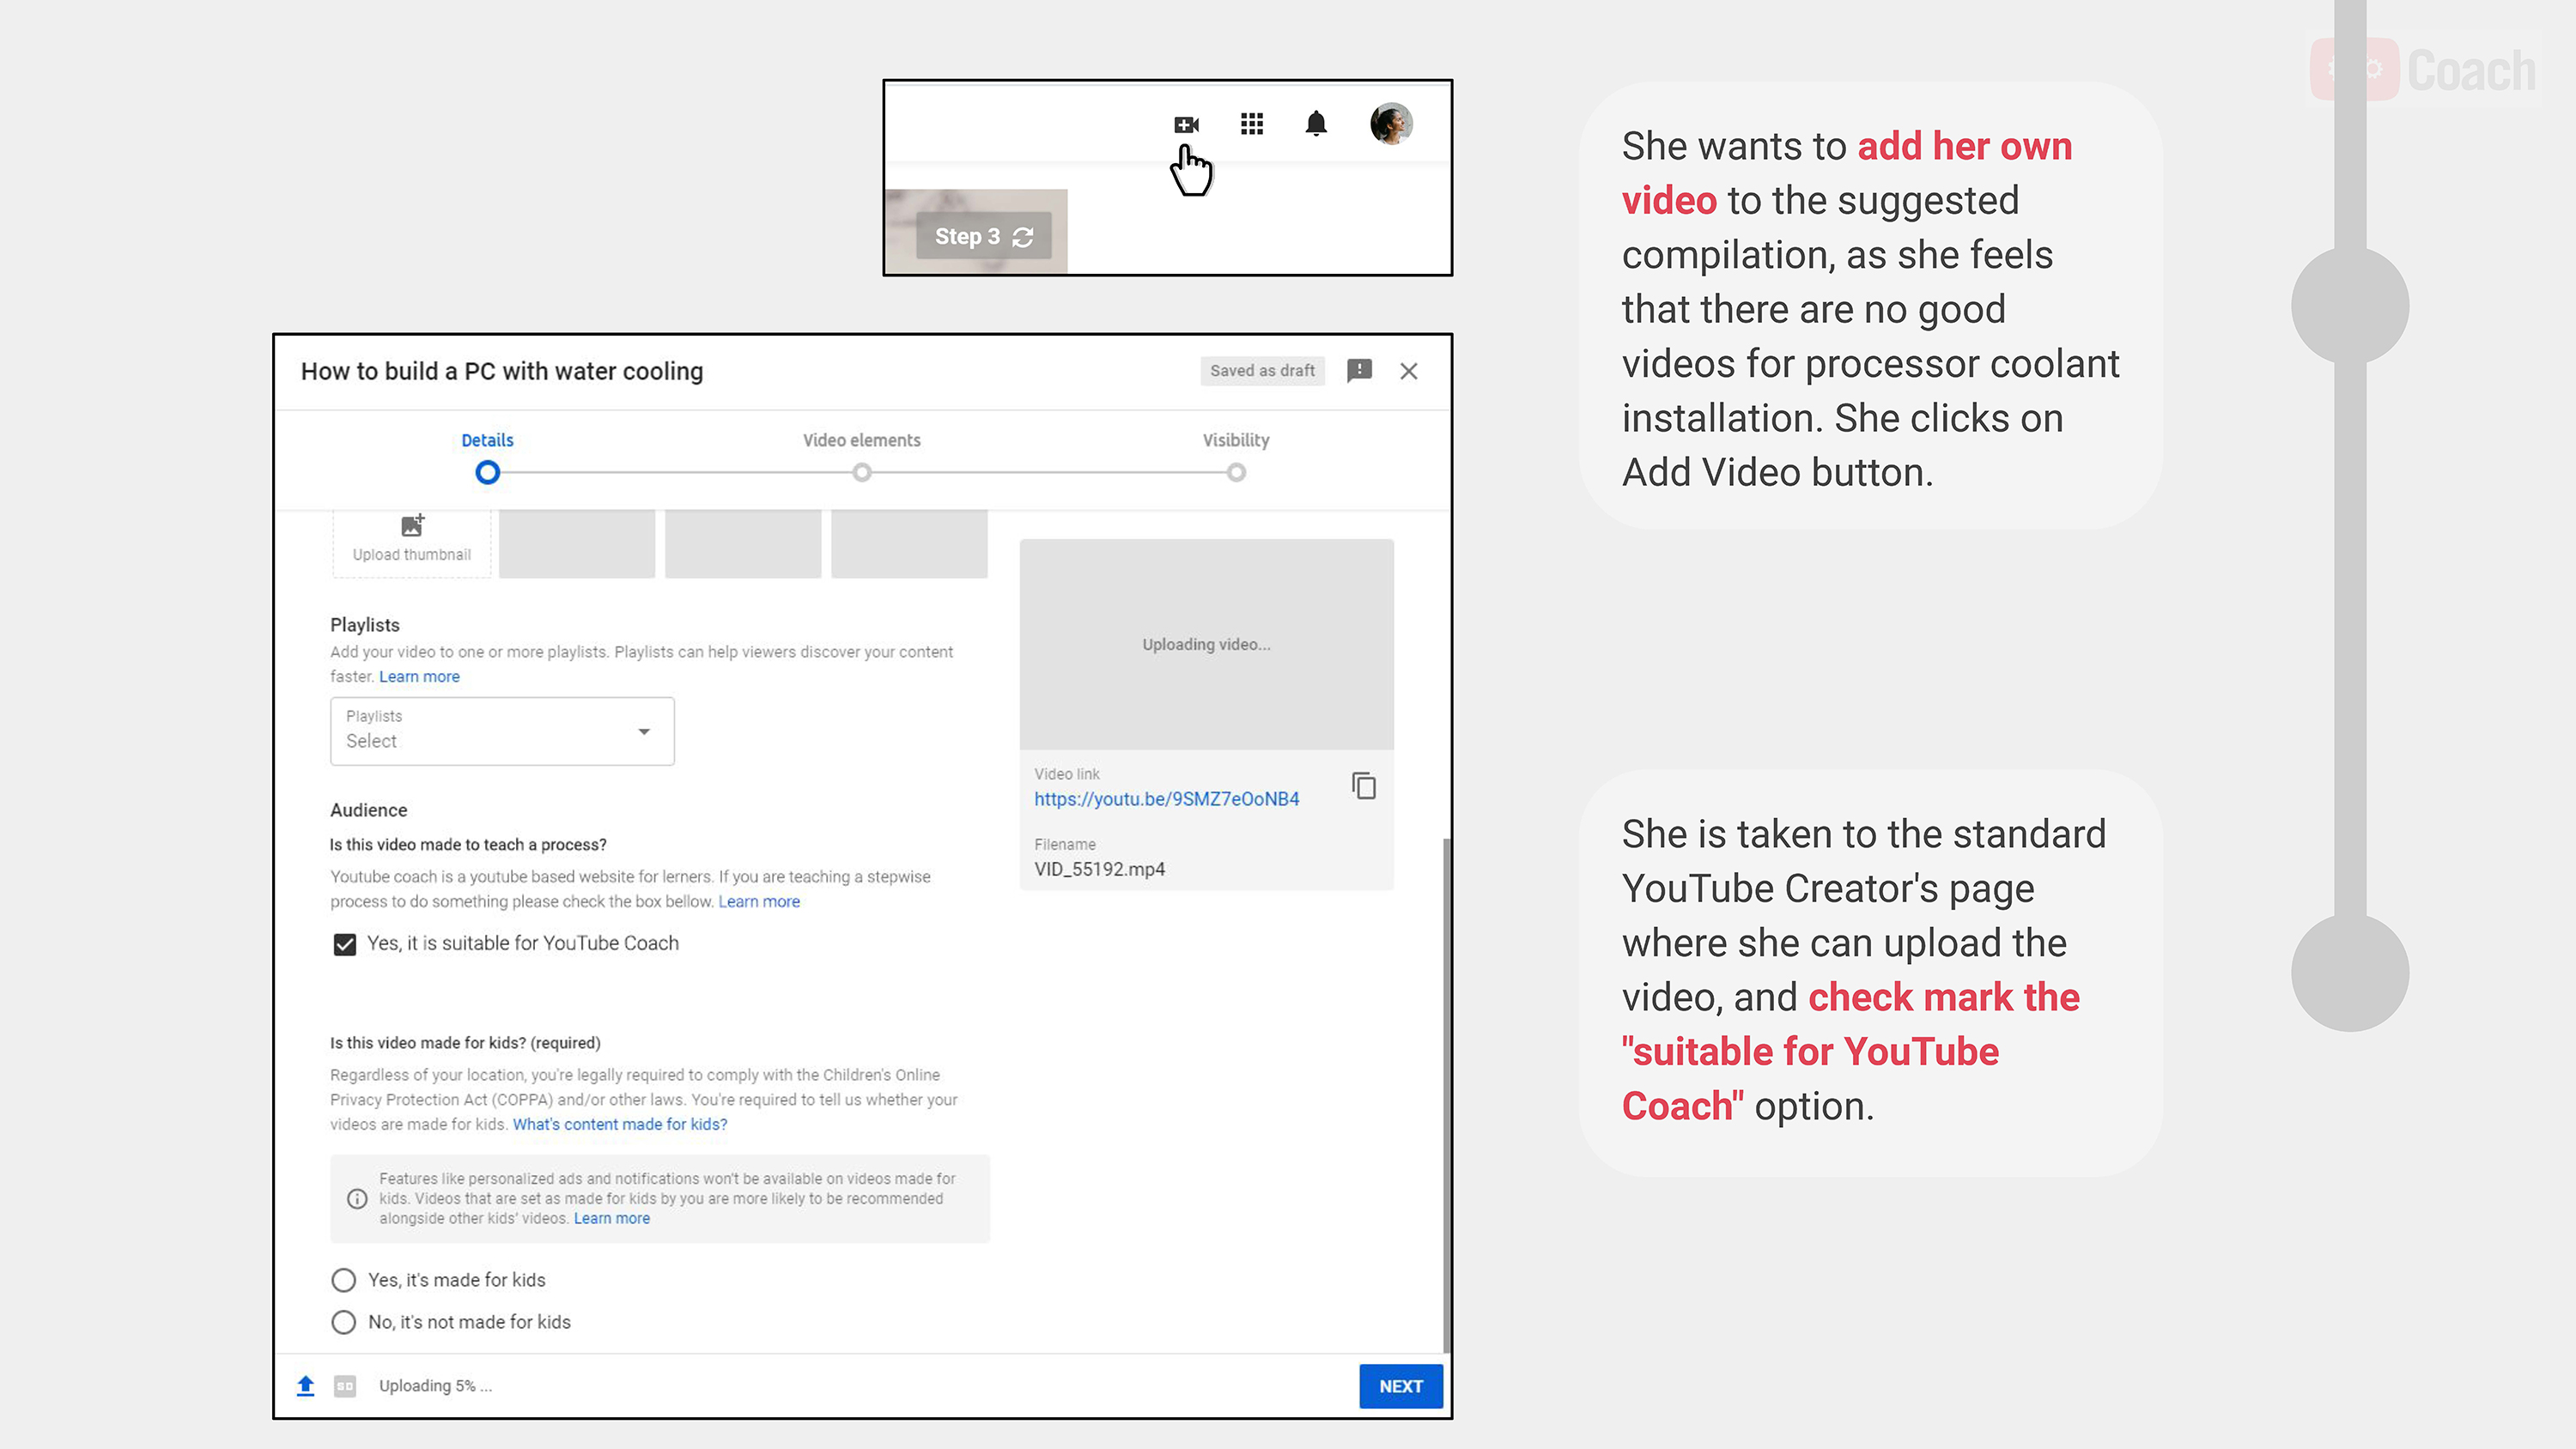 Coach
Step 3
She wants to add her own
video to the suggested
compilation, as she feels
that there are no good
videos for processor coolant
installation. She clicks on
Add Video button.
How to build a PC with water cooling
Saved as draft
Details
Video elements
Visibility
Upload thumbnail
Playlists
Add your video to one or more playlists. Playlists can help viewers discover your content
faster. Learn more
Playlists
Select
Audience
Is this video made to teach a process?
Youtube coach is a youtube based website for lerners. If you are teaching a stepwise
process to do something please check the box bellow. Learn more
Yes, it is suitable for YouTube Coach
Is this video made for kids? (required)
Regardless of your location, you're legally required to comply with the Children's Online
Privacy Protection Act (COPPA) and/or other laws. You're required to tell us whether your
videos are made for kids. What's content made for kids?
Features like personalized ads and notifications won't be available on videos made for
kids. Videos that are set as made for kids by you are more likely to be recommended
alongside other kids' videos. Learn more
Yes, it's made for kids
No, it's not made for kids
Uploading video...
Video link
https://youtu.be/9SMZ7eOoNB4
Filename
VID_55192.mp4
SD
Uploading 5% ...
NEXT
She is taken to the standard
YouTube Creator's page
where she can upload the
video, and check mark the
"suitable for YouTube
Coach" option.